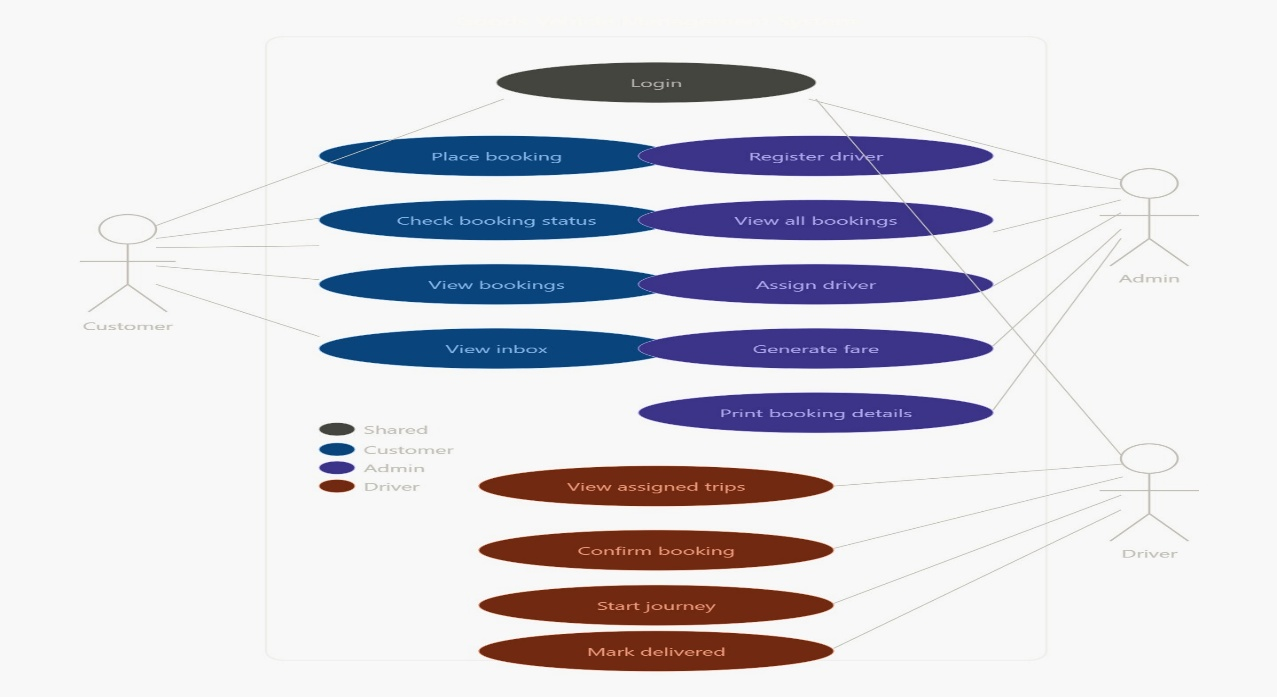 Login
Place booking
Register driver
Check booking status
View all bookings
View bookings
Assign driver
View inbox
Generate fare
Print booking details
Customer
Admin
Shared
Customer
Admin
Driver
View assigned trips
Confirm booking
Start journey
Mark delivered
Driver